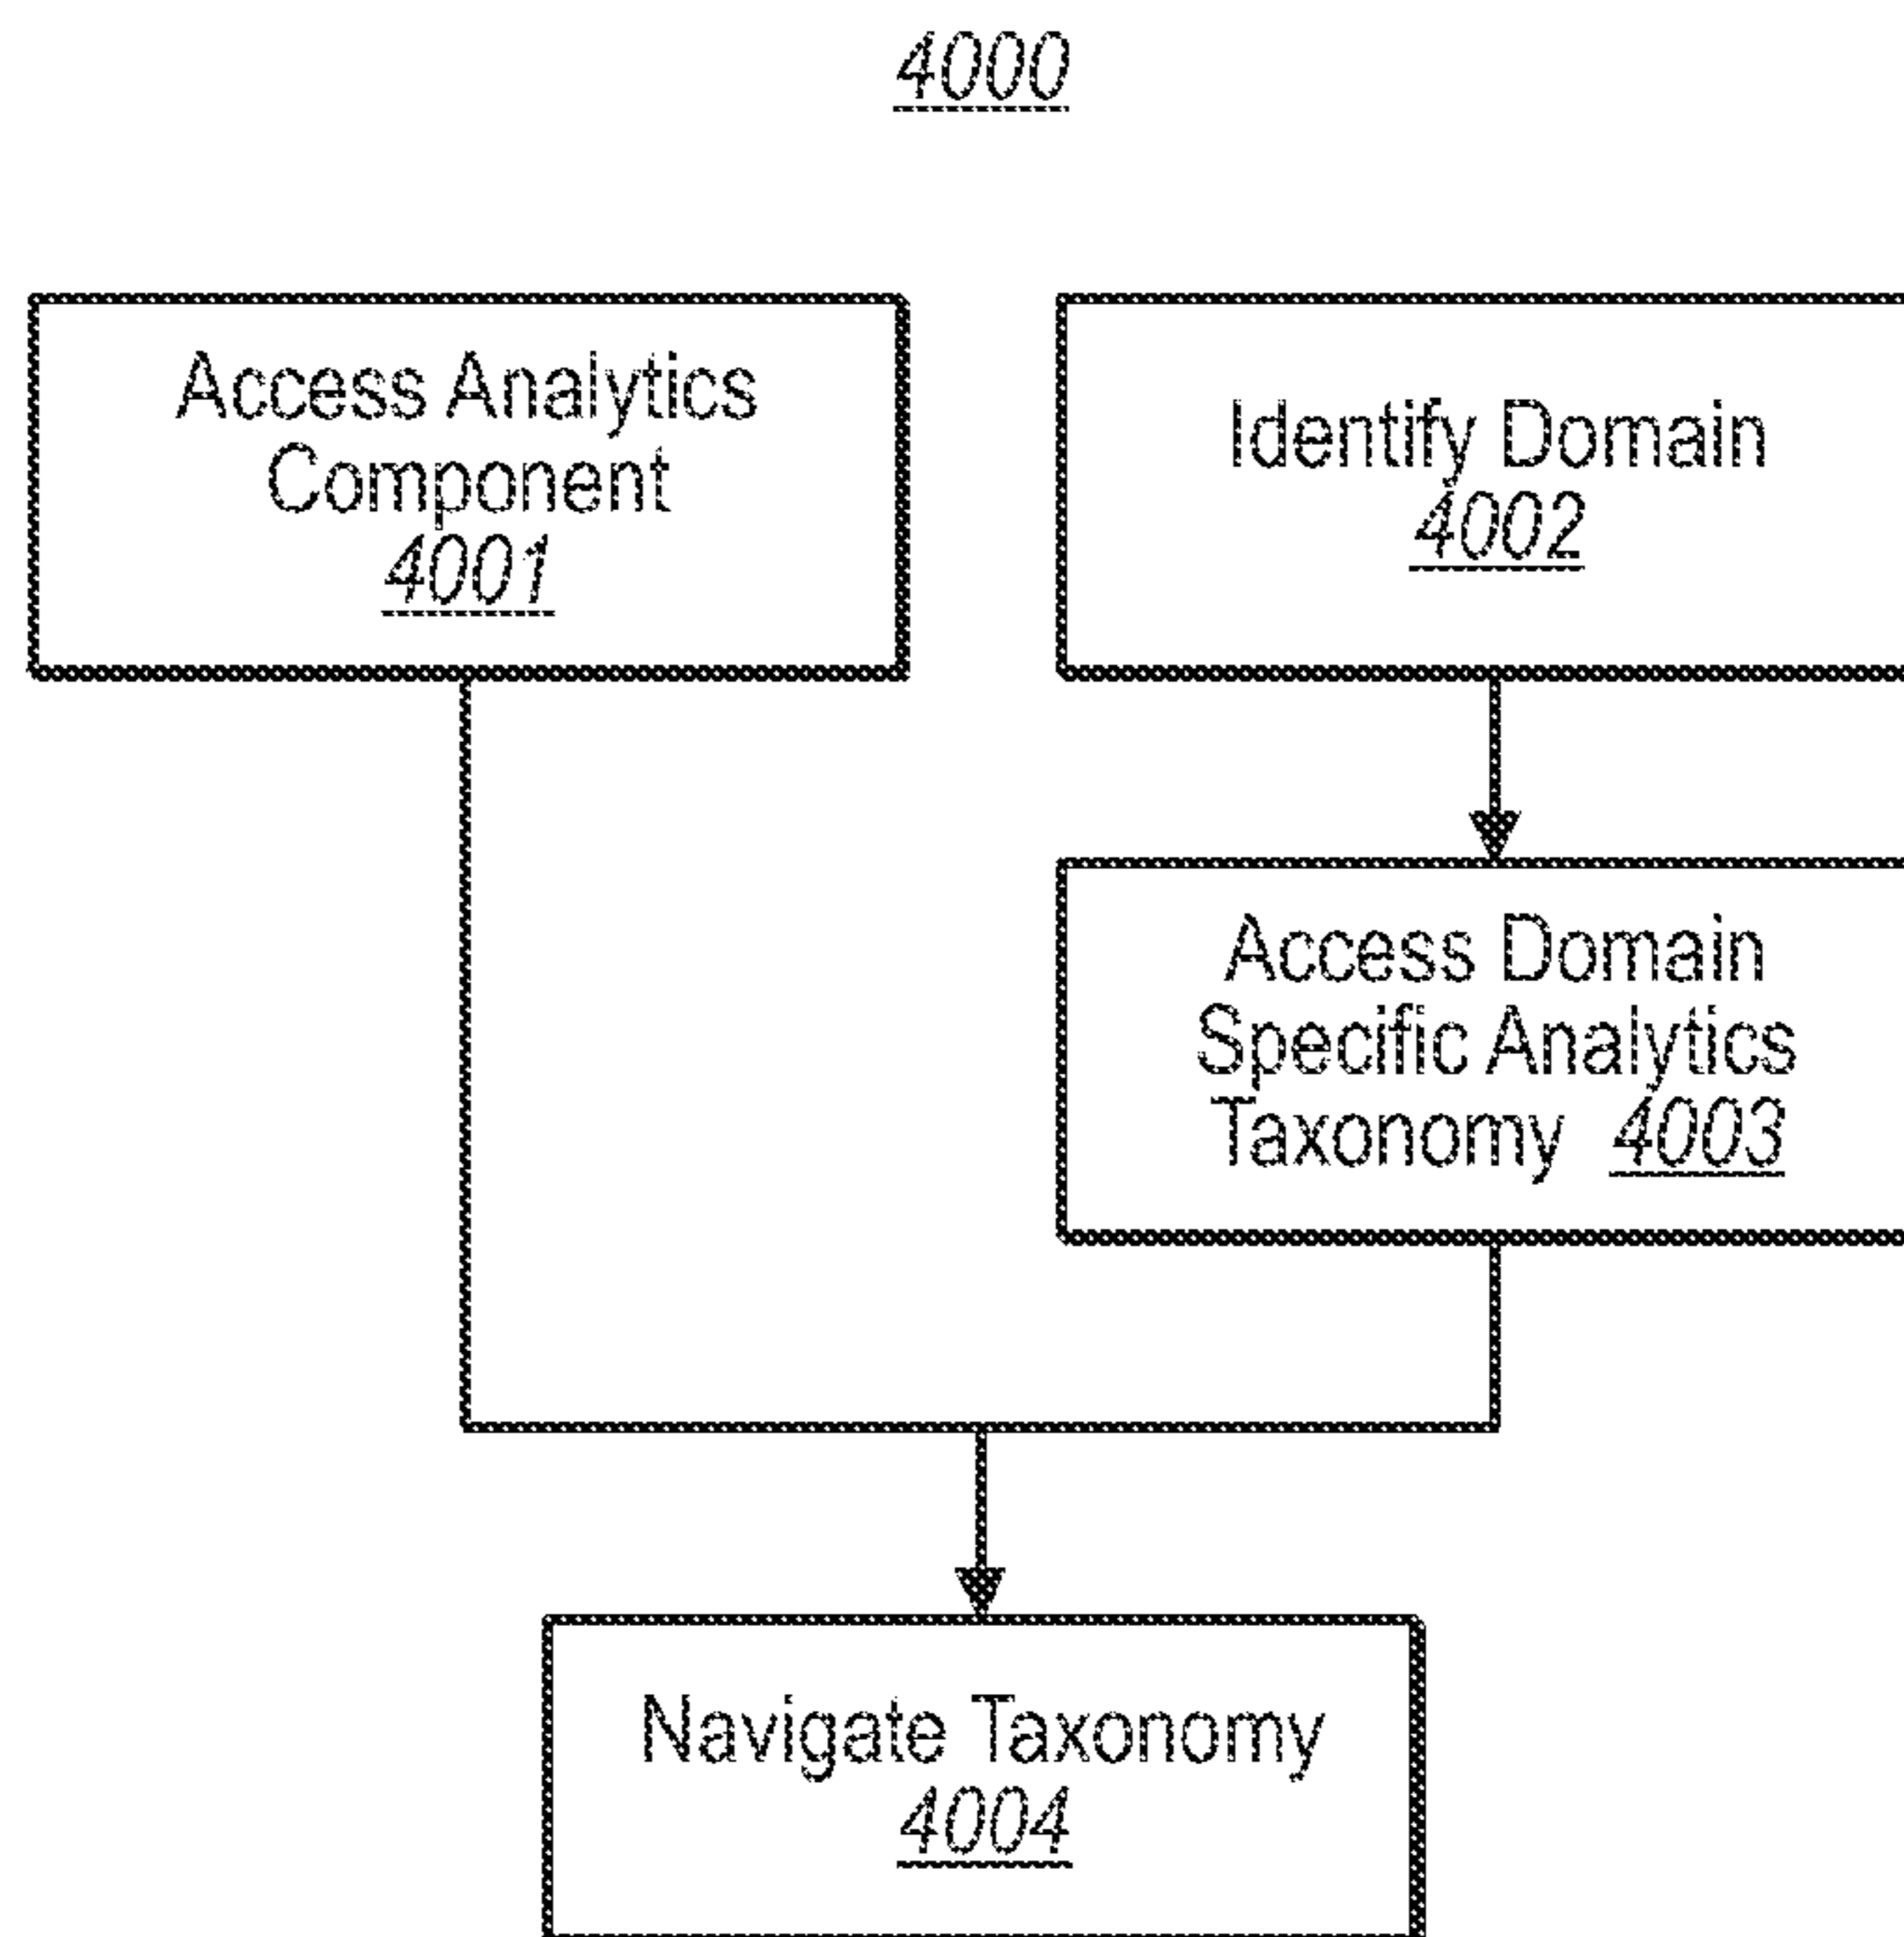 4000
Access Analytics
Component
4001
Identify Domain
4002
Access Domain
Specific Analytics
Taxonomy 4003
Navigate Taxonomy
4004